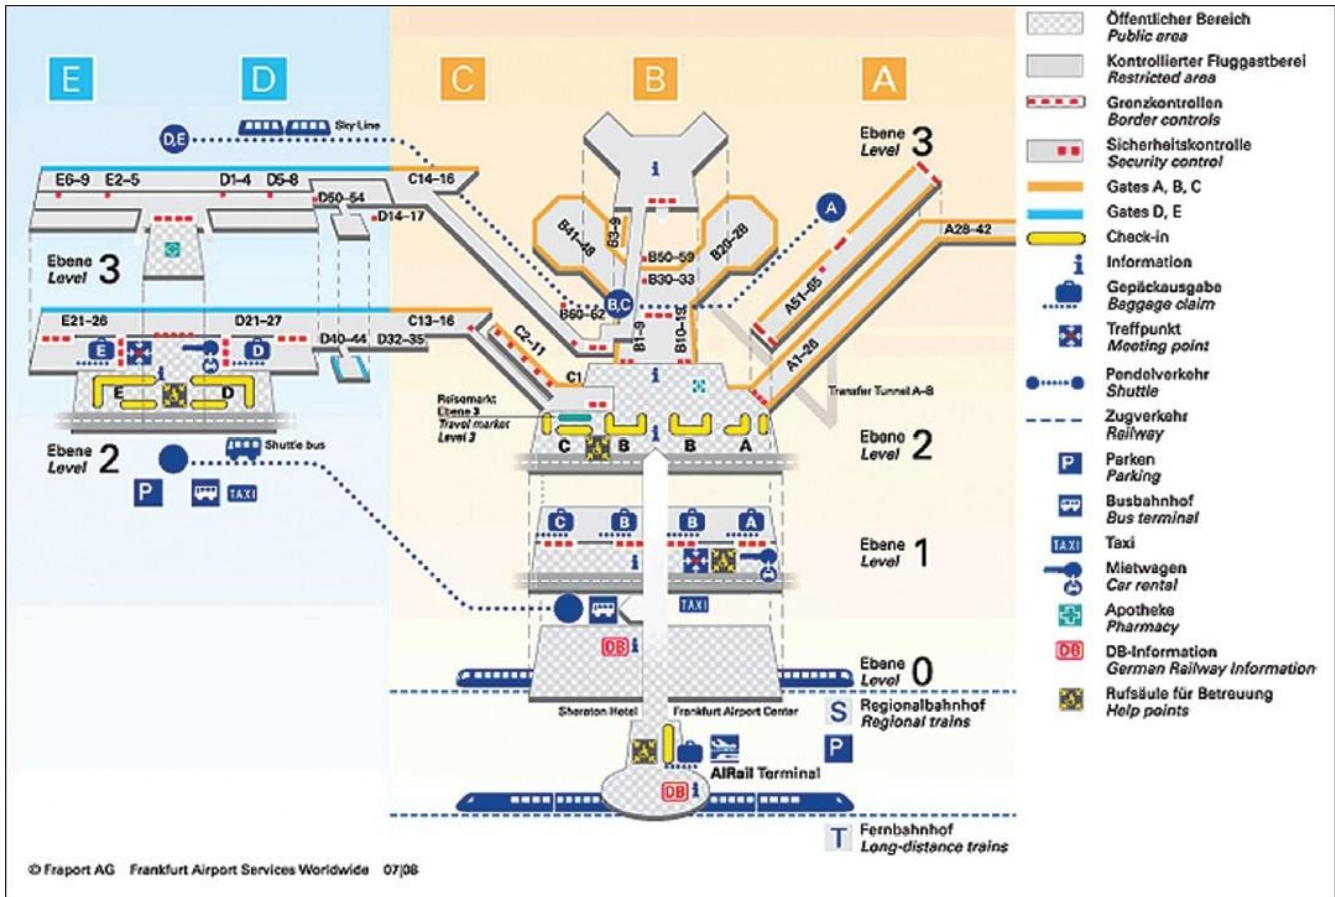 E
D
C
B
A
D,E
Sky Line
Ebene
Level 3
E6–9
E2–5
D1–4
D5–8
C14–16
D50–54
D14–17
B41–48
B3–9
B20–28
A
A28–42
Ebene
Level 3
B50–59
B30–33
A51–65
B60–62
B,C
E21–26
D21–27
C13–16
D40–44
D32–35
C2–11
B1–9
B10–19
A1–26
E
D
C1
Transfer Tunnel A–B
E
D
Reisemarkt
Ebene 3
Travel market
Level 3
C
B
B
A
Ebene
Level 2
Ebene
Level 2
Shuttle bus
P
TAXI
C
B
B
A
Ebene
Level 1
TAXI
DB
Ebene
Level 0
Sheraton Hotel
Frankfurt Airport Center
S
Regionalbahnhof
Regional trains
P
AIRail Terminal
DB
T
Fernbahnhof
Long-distance trains
© Fraport AG Frankfurt Airport Services Worldwide 07|08
Öffentlicher Bereich
Public area
Kontrollierter Fluggastberei
Restricted area
Grenzkontrollen
Border controls
Sicherheitskontrolle
Security control
Gates A, B, C
Gates D, E
Check-in
i
Information
Gepäckausgabe
Baggage claim
Treffpunkt
Meeting point
Pendelverkehr
Shuttle
Zugverkehr
Railway
P
Parken
Parking
Busbahnhof
Bus terminal
TAXI
Taxi
Mietwagen
Car rental
Apotheke
Pharmacy
DB
DB-Information
German Railway Information
Rufsäule für Betreuung
Help points